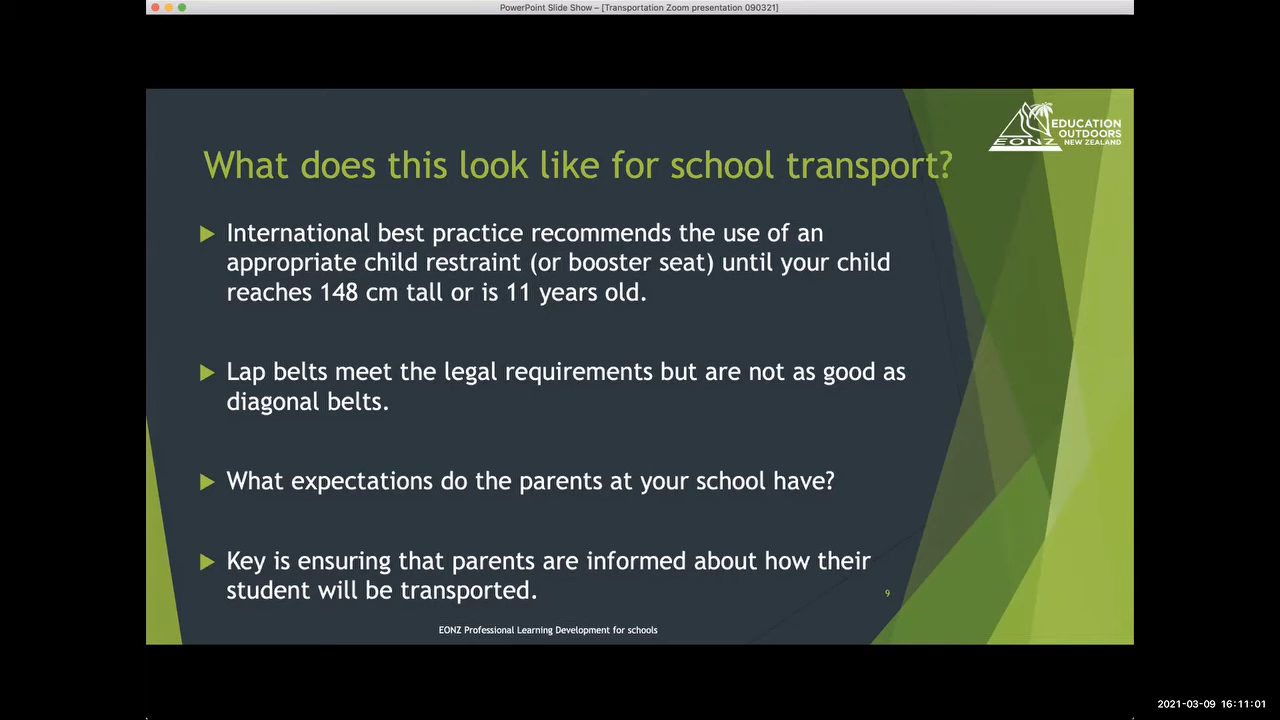 PowerPoint Slide Show – [Transportation Zoom presentation 090321]
EDUCATION
OUTDOORS
NEW ZEALAND
EONZ
What does this look like for school transport?
International best practice recommends the use of an
appropriate child restraint (or booster seat) until your child
reaches 148 cm tall or is 11 years old.
Lap belts meet the legal requirements but are not as good as
diagonal belts.
What expectations do the parents at your school have?
Key is ensuring that parents are informed about how their
student will be transported.
9
EONZ Professional Learning Development for schools
2021-03-09 16:11:01